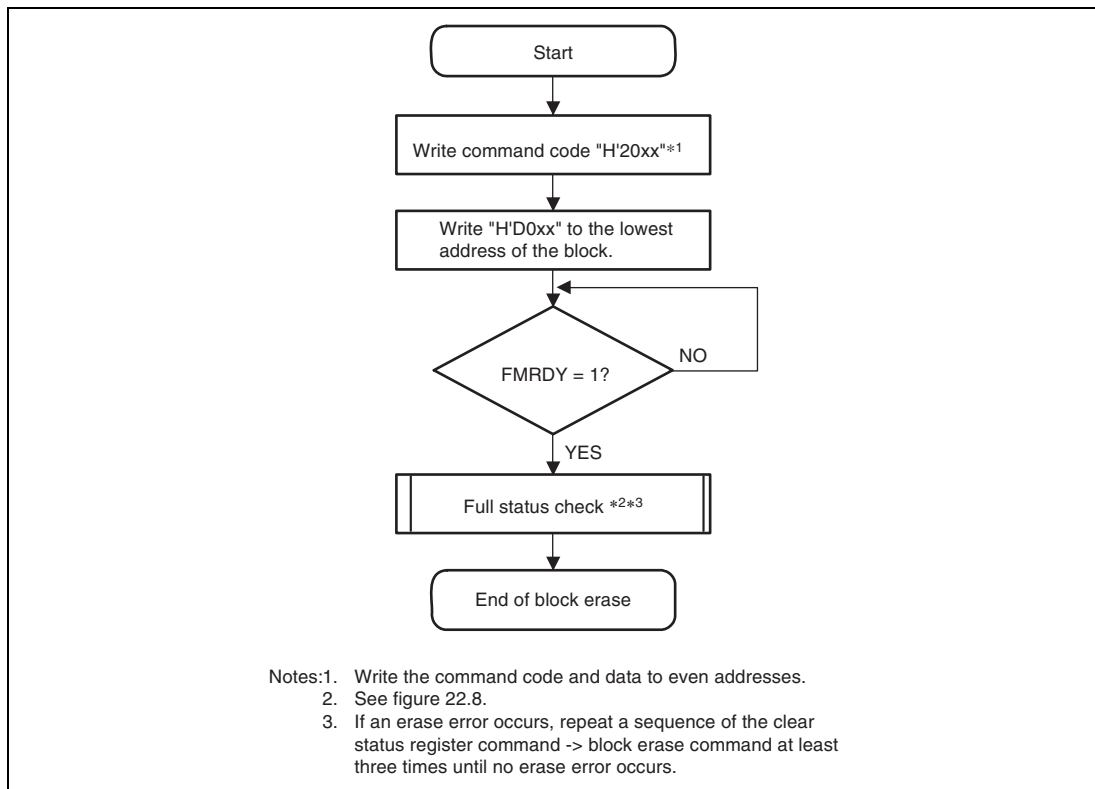 Start
Write command code "H'20xx"*1
Write "H'D0xx" to the lowest
address of the block.
FMRDY = 1?
NO
YES
Full status check *2*3
End of block erase
Notes:1. Write the command code and data to even addresses.
2. See figure 22.8.
3. If an erase error occurs, repeat a sequence of the clear
status register command -> block erase command at least
three times until no erase error occurs.